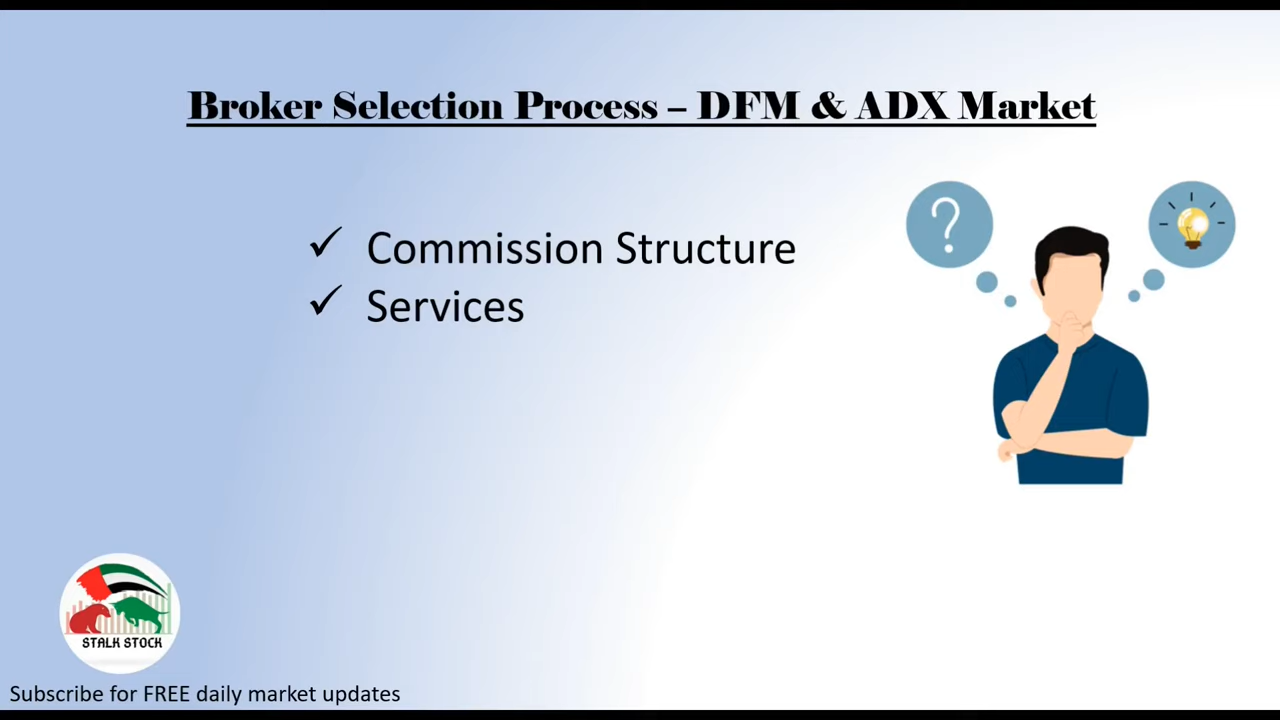 Broker Selection Process – DFM & ADX Market
✓ Commission Structure
✓ Services
?
STALK STOCK
Subscribe for FREE daily market updates